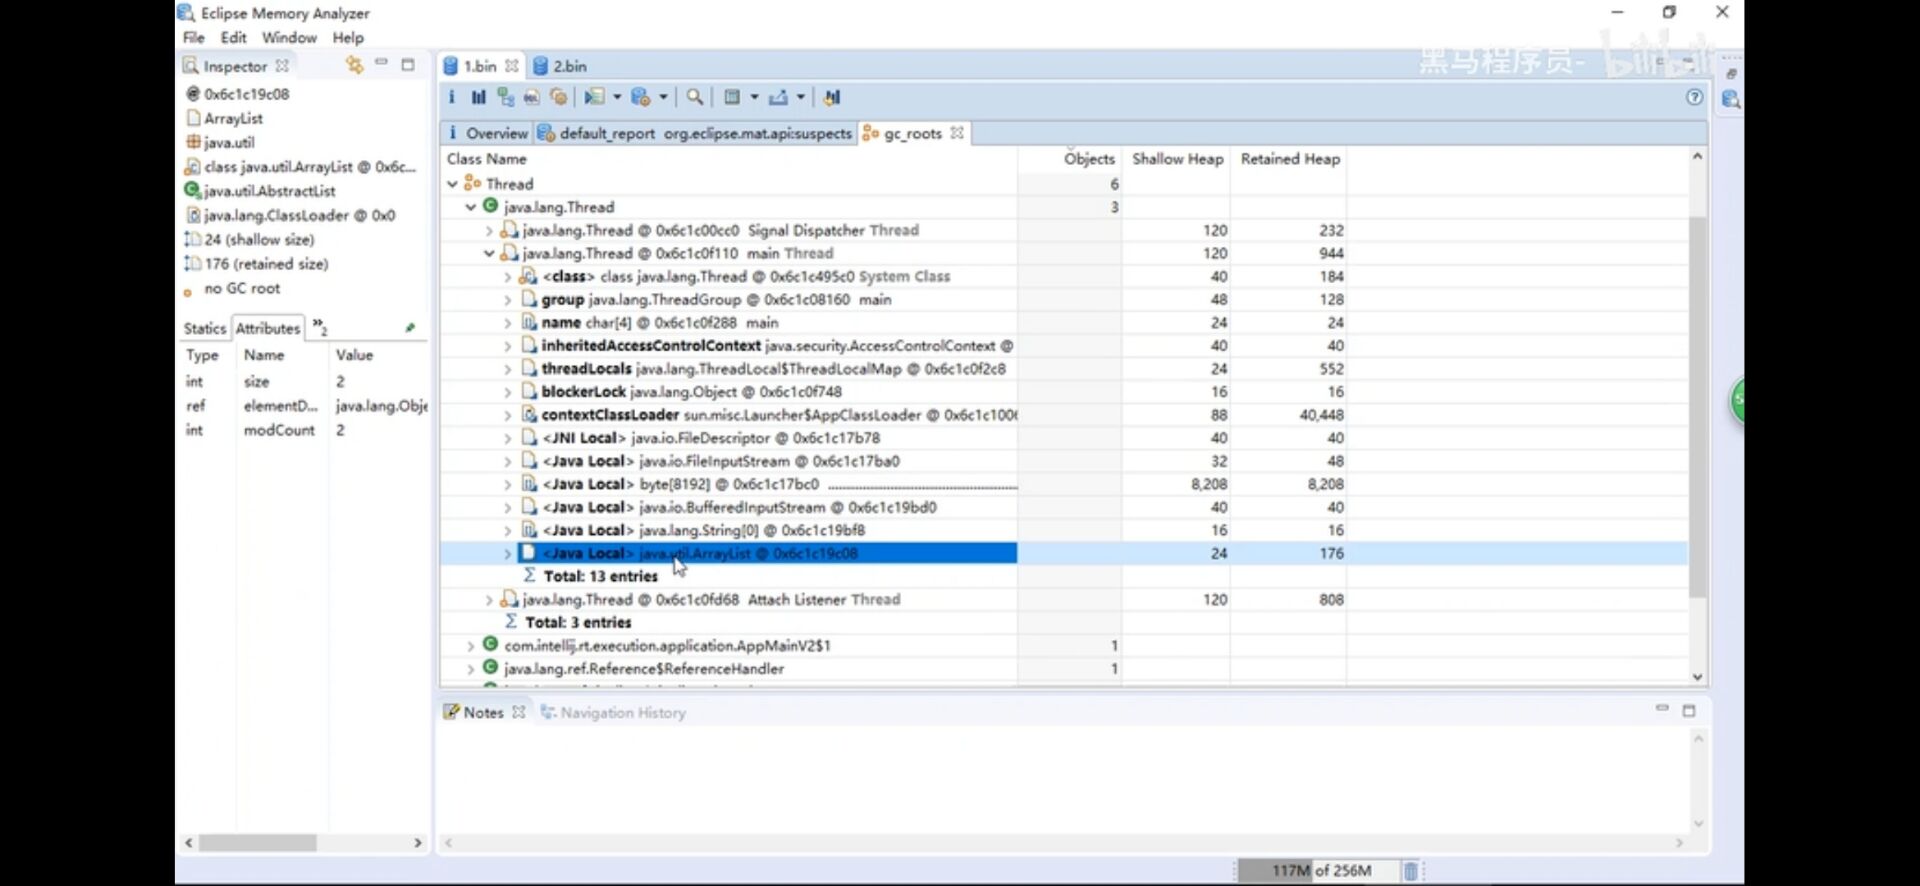 Eclipse Memory Analyzer
File Edit Window Help
黑马程序员- bilibili
Inspector
0x6c1c19c08
ArrayList
java.util
class java.util.ArrayList @ 0x6c...
java.util.AbstractList
java.lang.ClassLoader @ 0x0
24 (shallow size)
176 (retained size)
no GC root
Statics Attributes »2
Type Name Value
int size 2
ref elementD... java.lang.Obje
int modCount 2
1.bin 2.bin
i Overview default_report org.eclipse.mat.api:suspects gc_roots
Class Name Objects Shallow Heap Retained Heap
Thread 6
java.lang.Thread 3
java.lang.Thread @ 0x6c1c00cc0 Signal Dispatcher Thread 120 232
java.lang.Thread @ 0x6c1c0f110 main Thread 120 944
<class> class java.lang.Thread @ 0x6c1c495c0 System Class 40 184
group java.lang.ThreadGroup @ 0x6c1c08160 main 48 128
name char[4] @ 0x6c1c0f288 main 24 24
inheritedAccessControlContext java.security.AccessControlContext @ 40 40
threadLocals java.lang.ThreadLocal$ThreadLocalMap @ 0x6c1c0f2c8 24 552
blockerLock java.lang.Object @ 0x6c1c0f748 16 16
contextClassLoader sun.misc.Launcher$AppClassLoader @ 0x6c1c1006 88 40,448
<JNI Local> java.io.FileDescriptor @ 0x6c1c17b78 40 40
<Java Local> java.io.FileInputStream @ 0x6c1c17ba0 32 48
<Java Local> byte[8192] @ 0x6c1c17bc0 ................................................ 8,208 8,208
<Java Local> java.io.BufferedInputStream @ 0x6c1c19bd0 40 40
<Java Local> java.lang.String[0] @ 0x6c1c19bf8 16 16
<Java Local> java.util.ArrayList @ 0x6c1c19c08 24 176
Σ Total: 13 entries
java.lang.Thread @ 0x6c1c0fd68 Attach Listener Thread 120 808
Σ Total: 3 entries
com.intellij.rt.execution.application.AppMainV2$1 1
java.lang.ref.Reference$ReferenceHandler 1
Notes Navigation History
117M of 256M